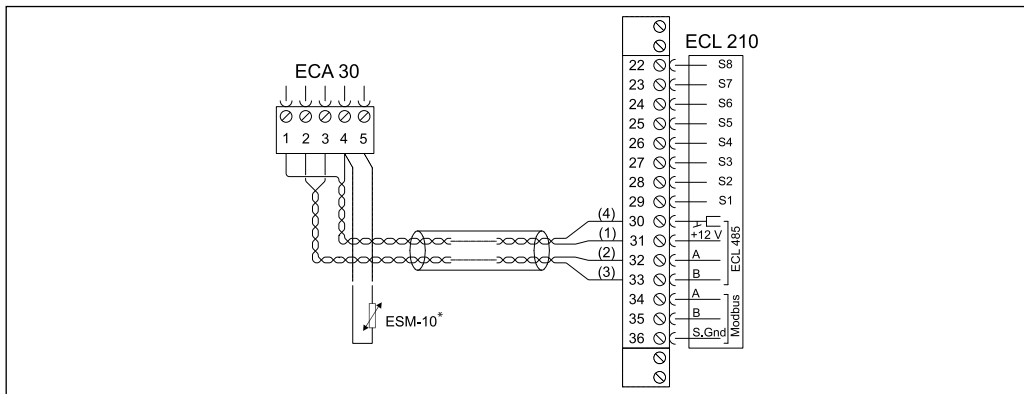 ECL 210
ECA 30
1 2 3 4 5
22 S8
23 S7
24 S6
25 S5
26 S4
27 S3
28 S2
29 S1
(4) 30
(1) 31 +12 V
(2) 32 A
(3) 33 B
ECL 485
34 A
35 B
36 S.Gnd
Modbus
ESM-10*